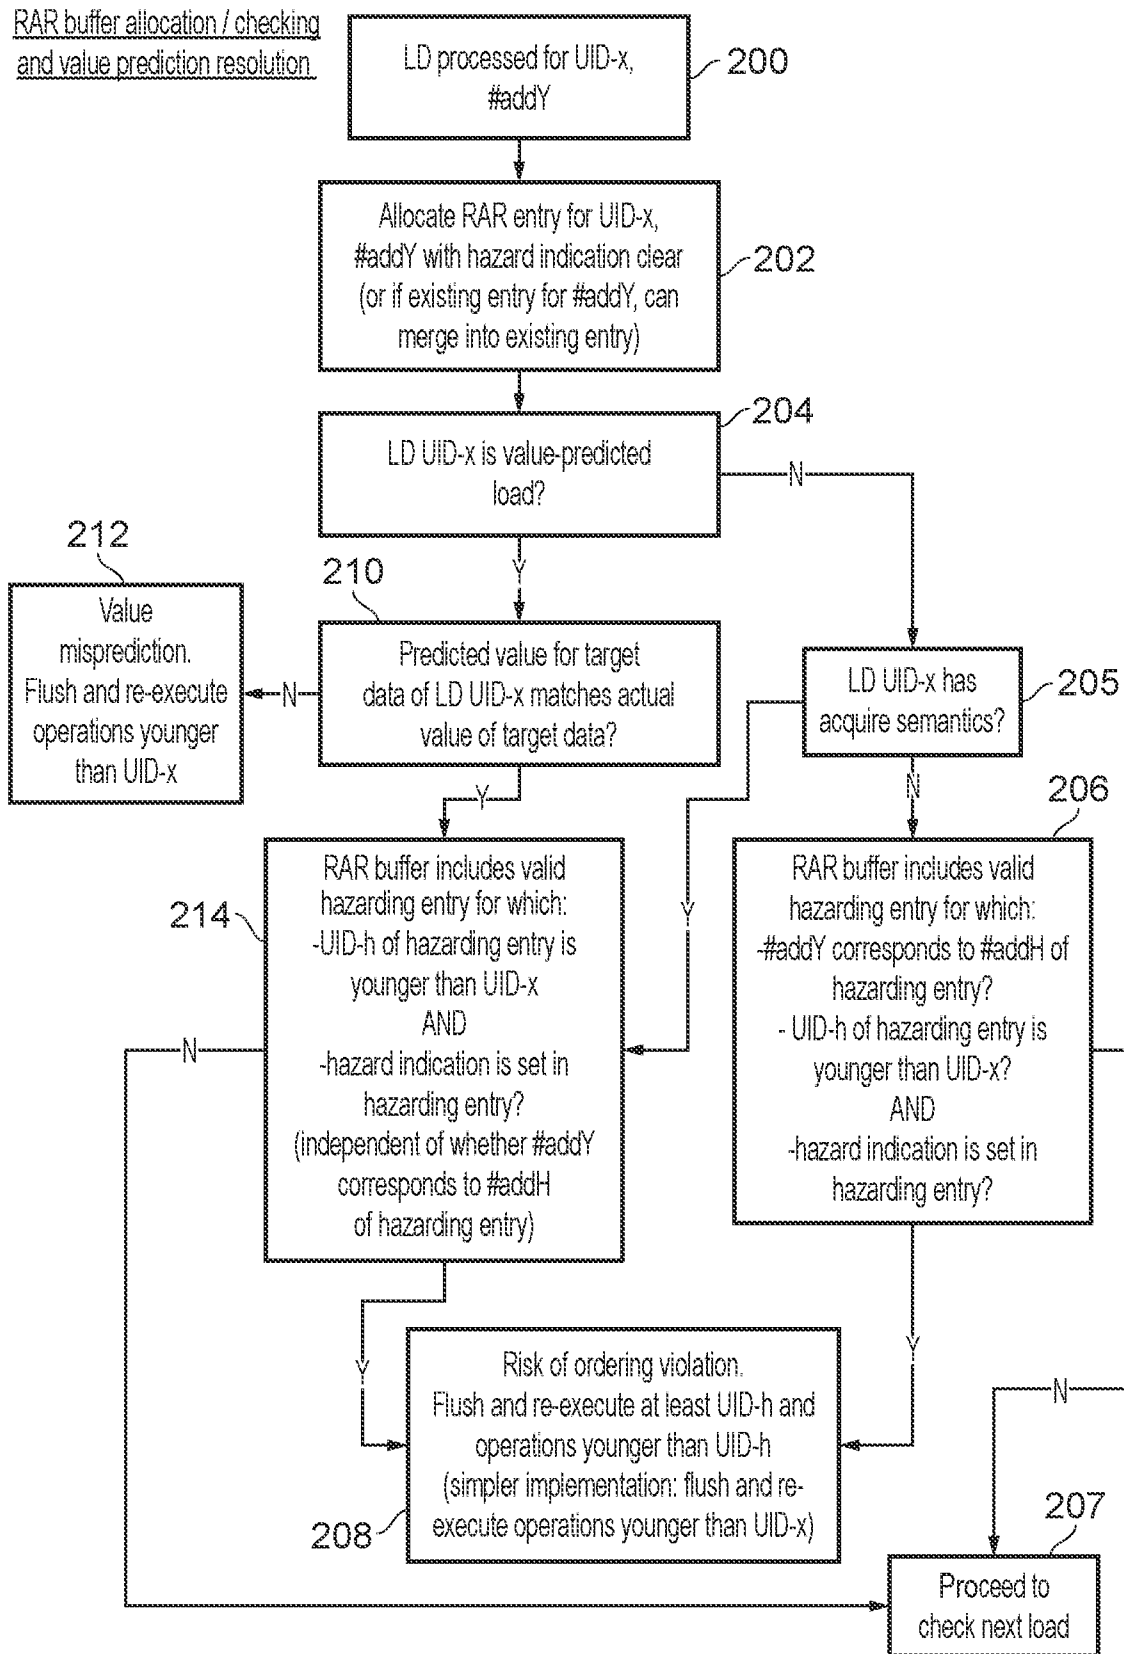 RAR buffer allocation / checking
and value prediction resolution
LD processed for UID-x,
#addY
200
Allocate RAR entry for UID-x,
#addY with hazard indication clear
(or if existing entry for #addY, can
merge into existing entry)
202
LD UID-x is value-predicted
load?
204
N
Y
212
Value
misprediction.
Flush and re-execute
operations younger
than UID-x
N
210
Predicted value for target
data of LD UID-x matches actual
value of target data?
LD UID-x has
acquire semantics?
205
Y
N
206
214
RAR buffer includes valid
hazarding entry for which:
-UID-h of hazarding entry is
younger than UID-x
AND
-hazard indication is set in
hazarding entry?
(independent of whether #addY
corresponds to #addH
of hazarding entry)
Y
RAR buffer includes valid
hazarding entry for which:
-#addY corresponds to #addH of
hazarding entry?
- UID-h of hazarding entry is
younger than UID-x?
AND
-hazard indication is set in
hazarding entry?
N
Y
Y
N
Risk of ordering violation.
Flush and re-execute at least UID-h and
operations younger than UID-h
(simpler implementation: flush and re-
execute operations younger than UID-x)
208
207
Proceed to
check next load